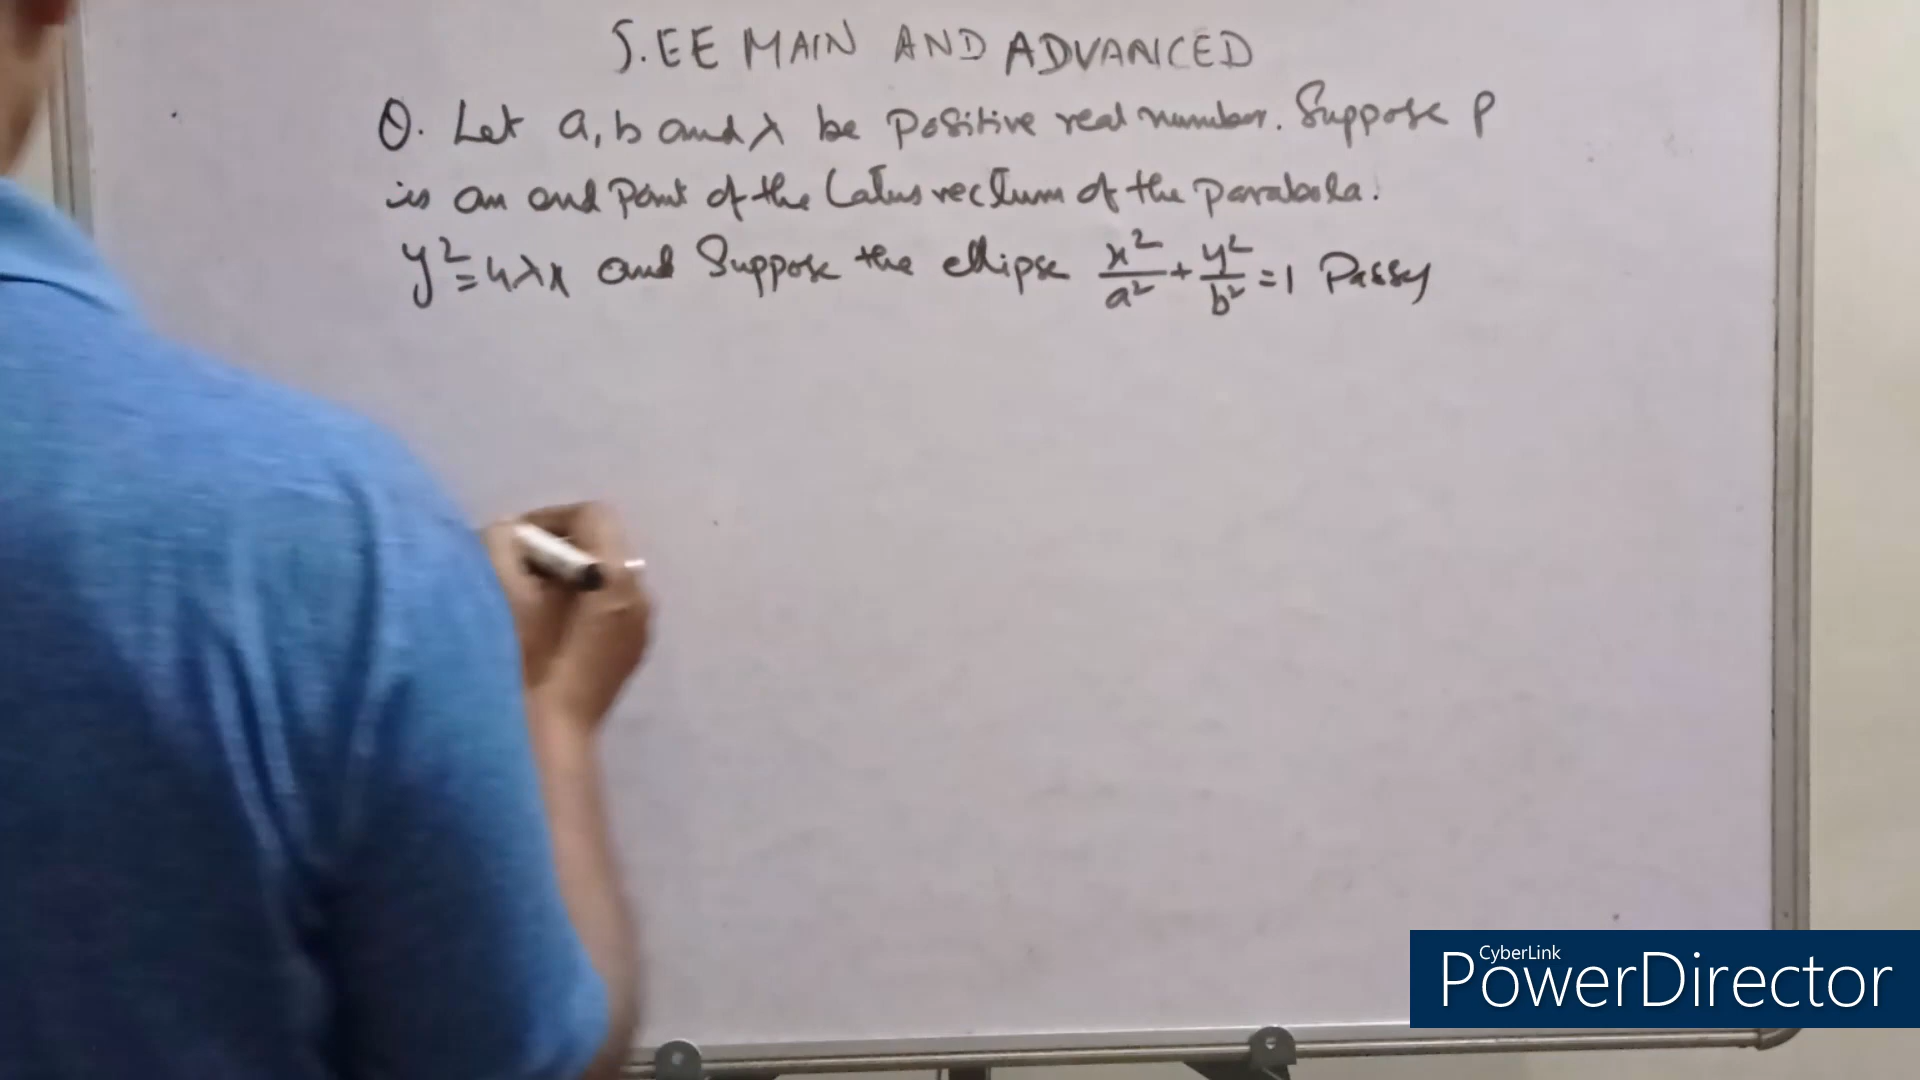 J.EE MAIN AND ADVANCED
Q. Let a, b and λ be positive real number. Suppose P
is an end point of the Latus rectum of the parabola.
y²=4λx and Suppose the ellipse x²/a² + y²/b² = 1 Passy
CyberLink
PowerDirector